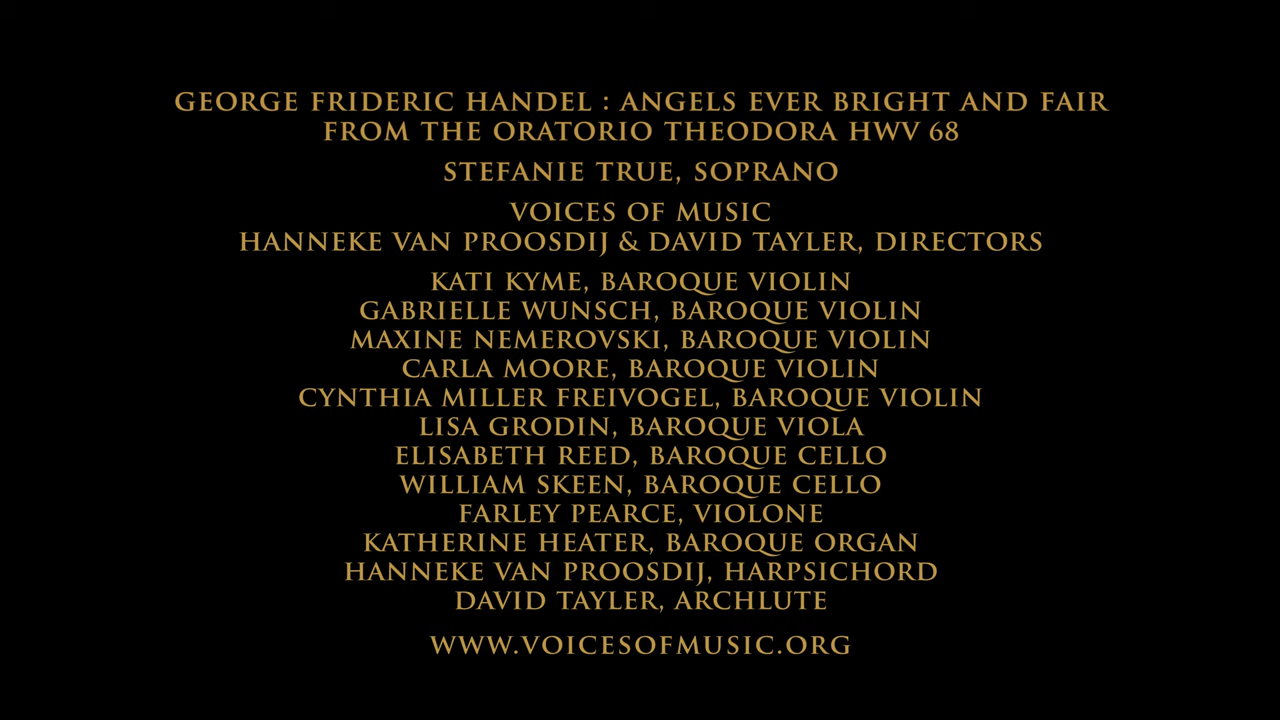 GEORGE FRIDERIC HANDEL : ANGELS EVER BRIGHT AND FAIR
FROM THE ORATORIO THEODORA HWV 68
STEFANIE TRUE, SOPRANO
VOICES OF MUSIC
HANNEKE VAN PROOSDIJ & DAVID TAYLER, DIRECTORS
KATI KYME, BAROQUE VIOLIN
GABRIELLE WUNSCH, BAROQUE VIOLIN
MAXINE NEMEROVSKI, BAROQUE VIOLIN
CARLA MOORE, BAROQUE VIOLIN
CYNTHIA MILLER FREIVOGEL, BAROQUE VIOLIN
LISA GRODIN, BAROQUE VIOLA
ELISABETH REED, BAROQUE CELLO
WILLIAM SKEEN, BAROQUE CELLO
FARLEY PEARCE, VIOLONE
KATHERINE HEATER, BAROQUE ORGAN
HANNEKE VAN PROOSDIJ, HARPSICHORD
DAVID TAYLER, ARCHLUTE
WWW.VOICESOFMUSIC.ORG